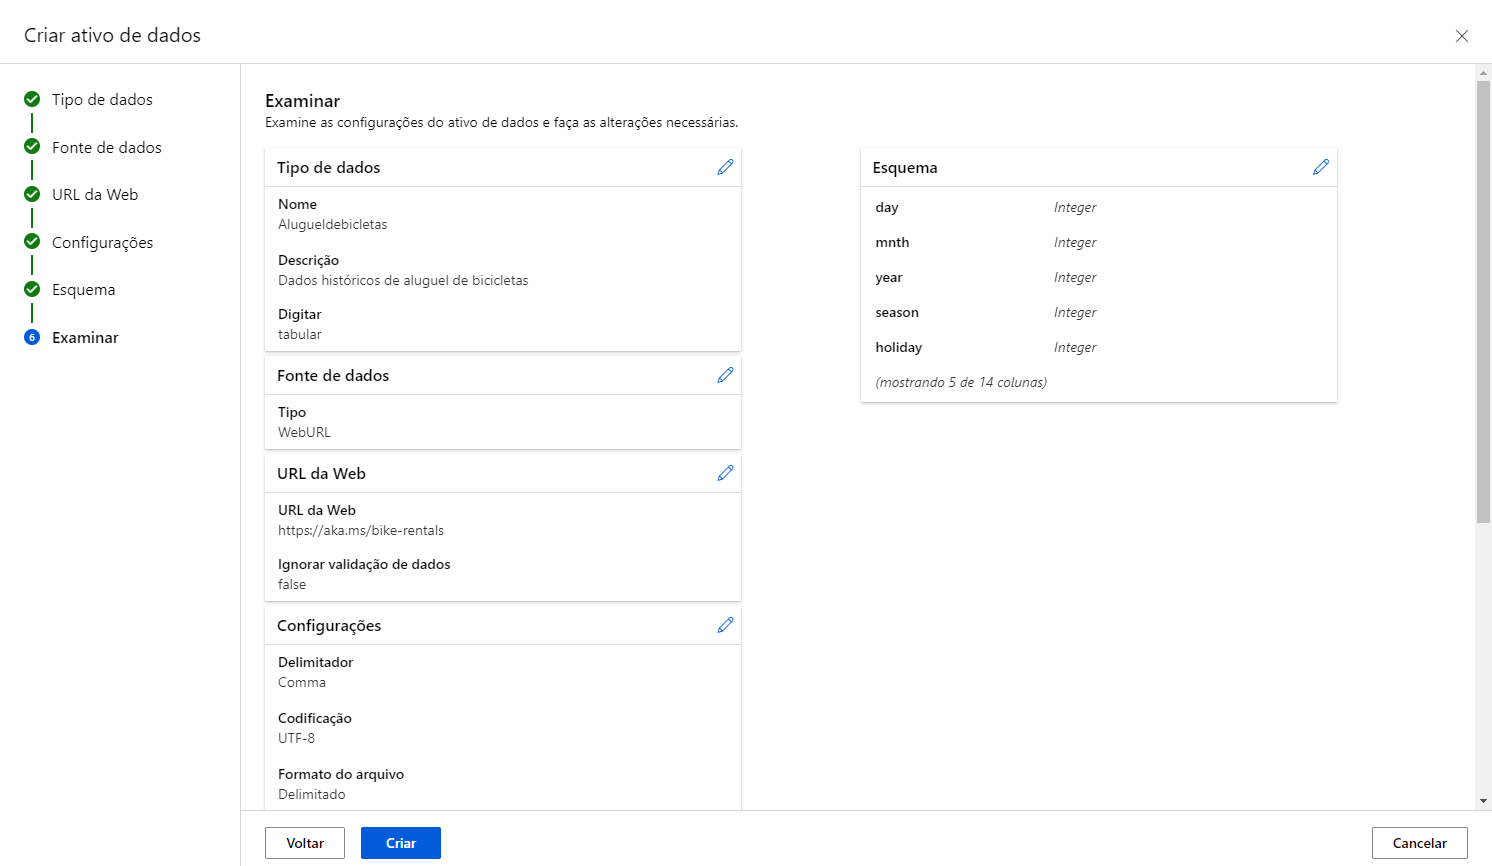 Criar ativo de dados
Tipo de dados
Fonte de dados
URL da Web
Configurações
Esquema
6 Examinar
Examinar
Examine as configurações do ativo de dados e faça as alterações necessárias.
Tipo de dados
Nome
Alugueldebicletas
Descrição
Dados históricos de aluguel de bicicletas
Digitar
tabular
Fonte de dados
Tipo
WebURL
URL da Web
URL da Web
https://aka.ms/bike-rentals
Ignorar validação de dados
false
Configurações
Delimitador
Comma
Codificação
UTF-8
Formato do arquivo
Delimitado
Esquema
day Integer
mnth Integer
year Integer
season Integer
holiday Integer
(mostrando 5 de 14 colunas)
Voltar
Criar
Cancelar